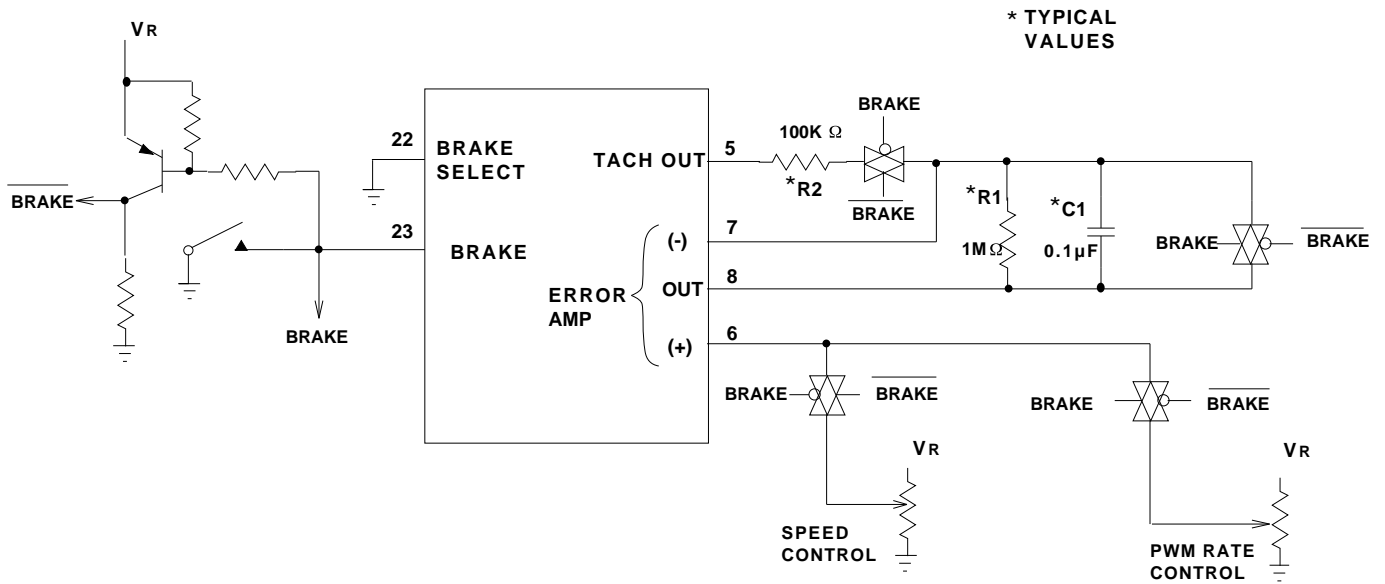 * TYPICAL
VALUES
VR
BRAKE
BRAKE
22
BRAKE
SELECT
23
BRAKE
TACH OUT
5
(-)
7
ERROR
AMP
OUT
8
(+)
6
100K Ω
*R2
BRAKE
BRAKE
*R1
1MΩ
*C1
0.1µF
BRAKE
BRAKE
BRAKE
BRAKE
VR
SPEED
CONTROL
BRAKE
BRAKE
VR
PWM RATE
CONTROL